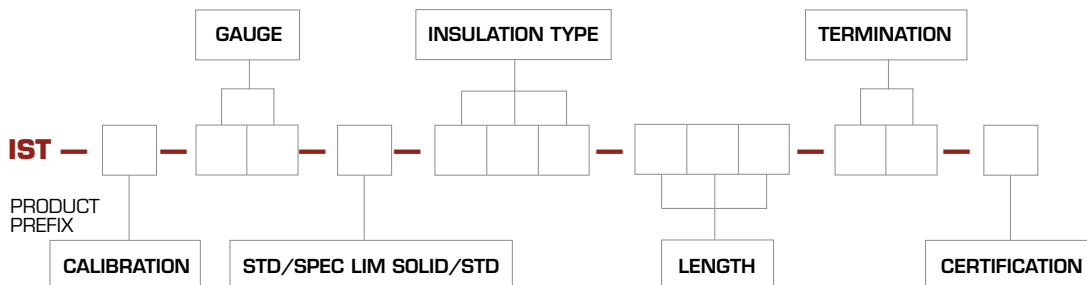 GAUGE
INSULATION TYPE
TERMINATION
IST
PRODUCT
PREFIX
CALIBRATION
STD/SPEC LIM SOLID/STD
LENGTH
CERTIFICATION